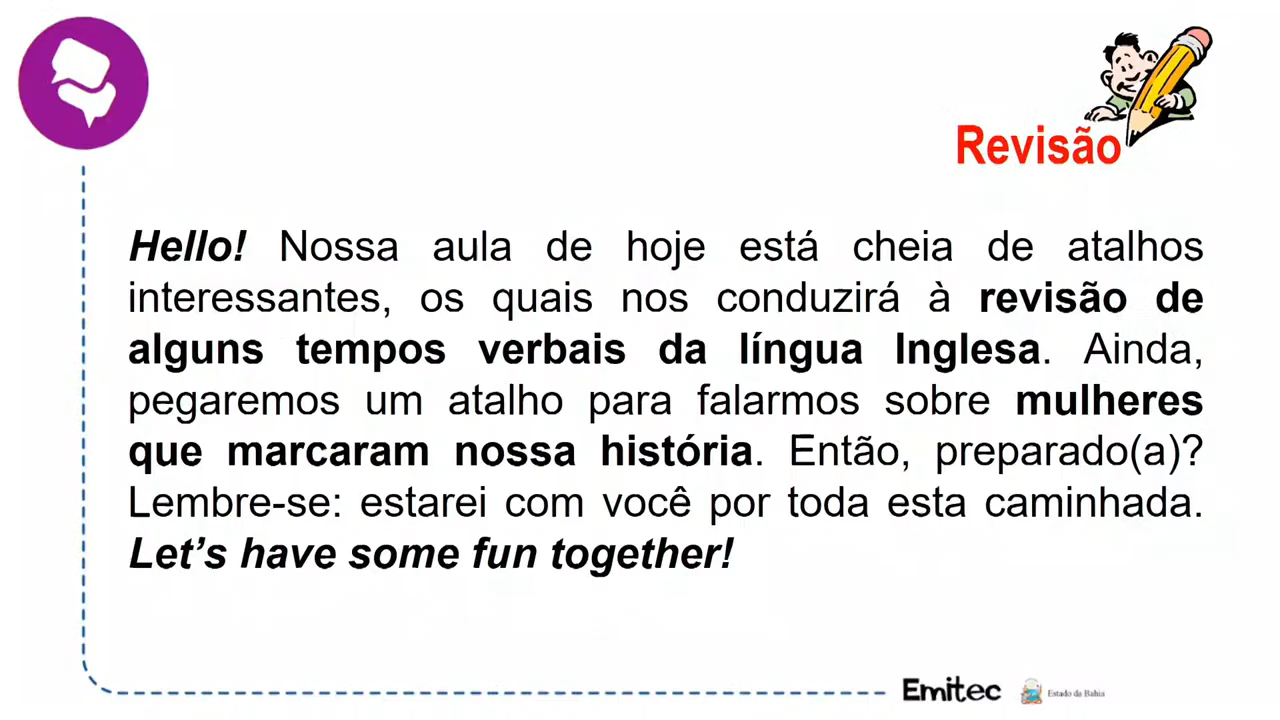 Revisão
Hello! Nossa aula de hoje está cheia de atalhos
interessantes, os quais nos conduzirá à revisão de
alguns tempos verbais da língua Inglesa. Ainda,
pegaremos um atalho para falarmos sobre mulheres
que marcaram nossa história. Então, preparado(a)?
Lembre-se: estarei com você por toda esta caminhada.
Let’s have some fun together!
Emitec Estado da Bahia